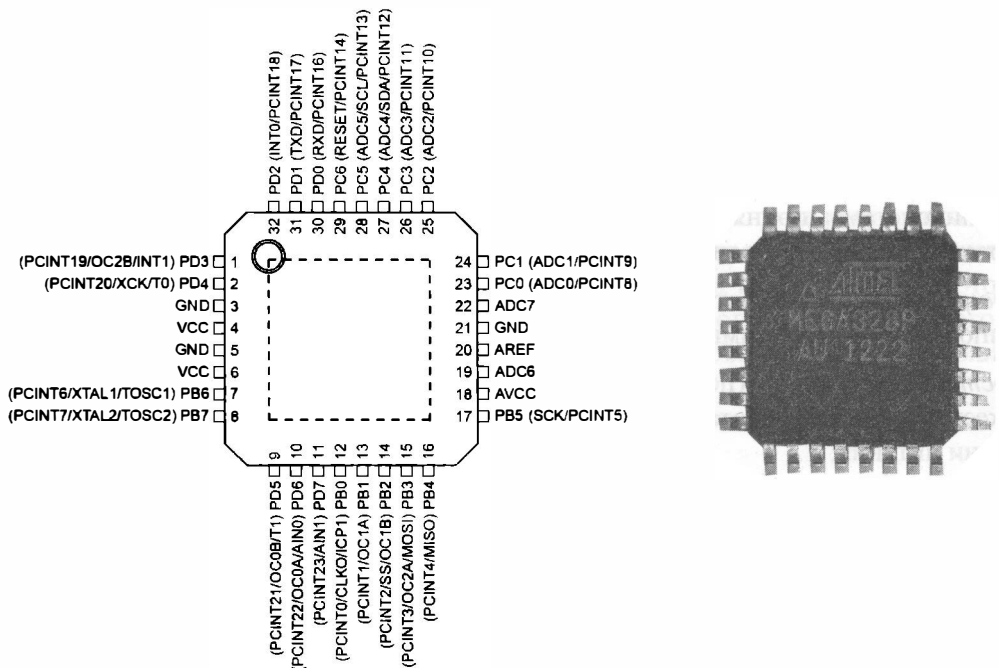 32 PD2 (INT0/PCINT18)
31 PD1 (TXD/PCINT17)
30 PD0 (RXD/PCINT16)
29 PC6 (RESET/PCINT14)
28 PC5 (ADC5/SCL/PCINT13)
27 PC4 (ADC4/SDA/PCINT12)
26 PC3 (ADC3/PCINT11)
25 PC2 (ADC2/PCINT10)
(PCINT19/OC2B/INT1) PD3 1
(PCINT20/XCK/T0) PD4 2
GND 3
VCC 4
GND 5
VCC 6
(PCINT6/XTAL1/TOSC1) PB6 7
(PCINT7/XTAL2/TOSC2) PB7 8
24 PC1 (ADC1/PCINT9)
23 PC0 (ADC0/PCINT8)
22 ADC7
21 GND
20 AREF
19 ADC6
18 AVCC
17 PB5 (SCK/PCINT5)
(PCINT21/OC0B/T1) PD5 9
(PCINT22/OC0A/AIN0) PD6 10
(PCINT23/AIN1) PD7 11
(PCINT0/CLKO/ICP1) PB0 12
(PCINT1/OC1A) PB1 13
(PCINT2/SS/OC1B) PB2 14
(PCINT3/OC2A/MOSI) PB3 15
(PCINT4/MISO) PB4 16
ATMEL
MEGA328P
AU 1222